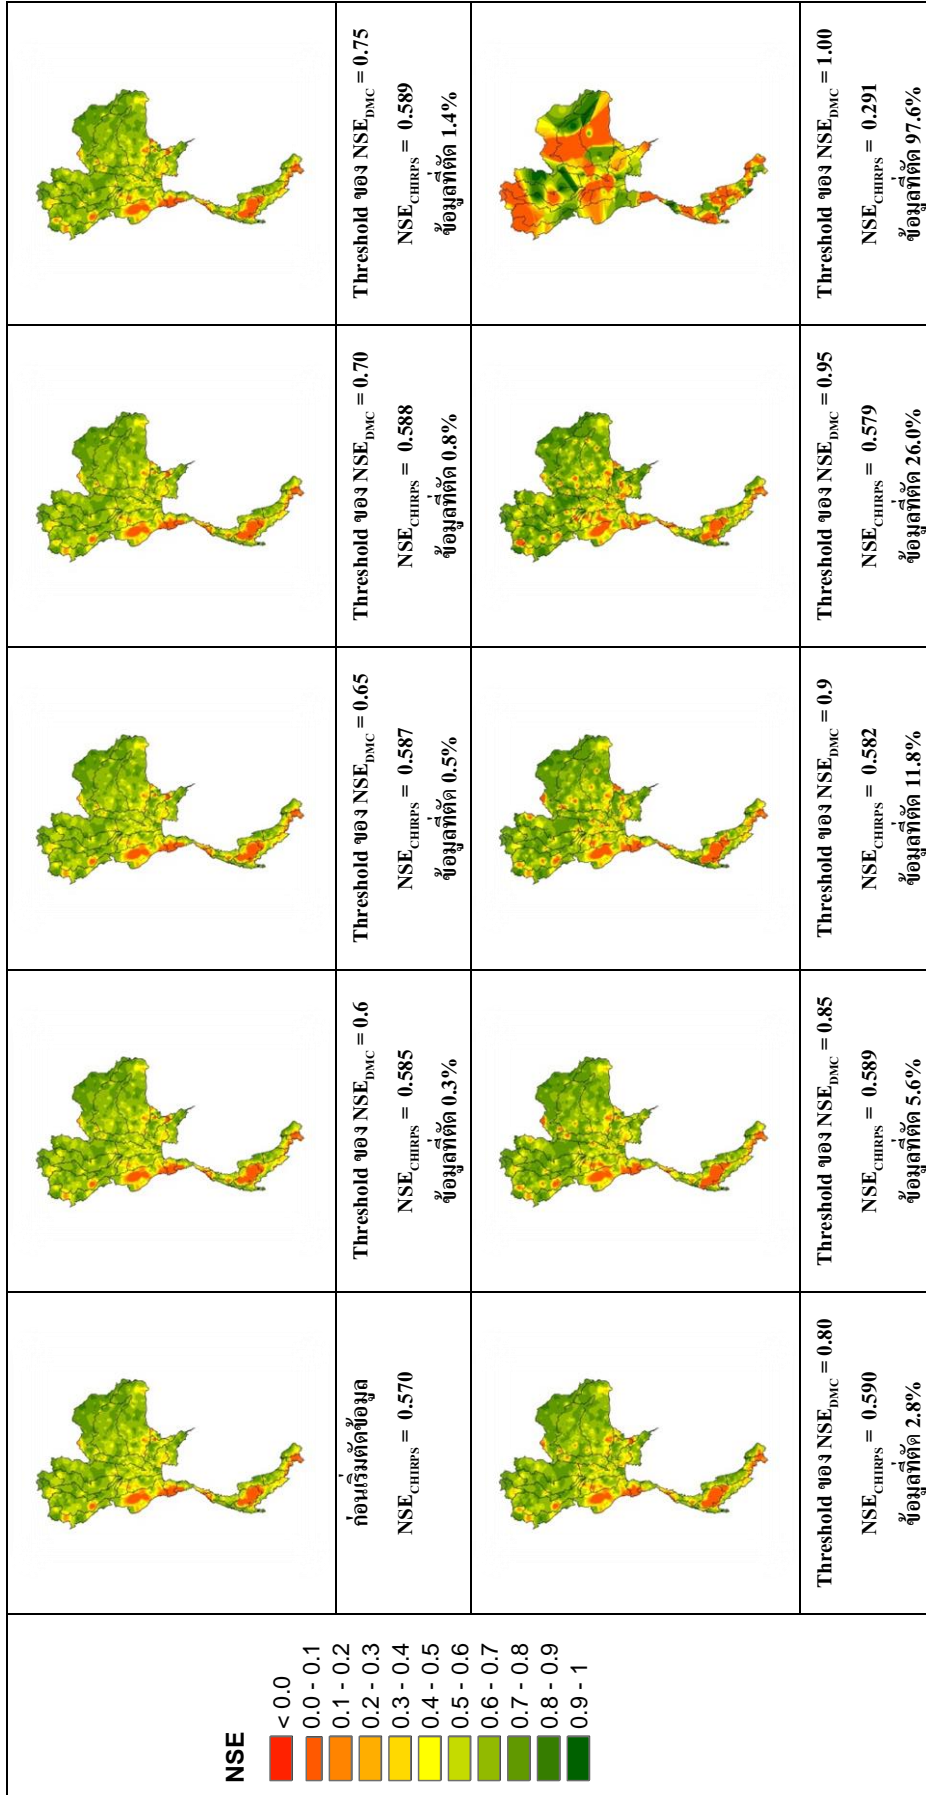 NSE
< 0.0
0.0 - 0.1
0.1 - 0.2
0.2 - 0.3
0.3 - 0.4
0.4 - 0.5
0.5 - 0.6
0.6 - 0.7
0.7 - 0.8
0.8 - 0.9
0.9 - 1
ก่อนเริ่มตัดข้อมูล
NSE_CHIRPS = 0.570
Threshold ของ NSE_DMC = 0.6
NSE_CHIRPS = 0.585
ข้อมูลที่ตัด 0.3%
Threshold ของ NSE_DMC = 0.65
NSE_CHIRPS = 0.587
ข้อมูลที่ตัด 0.5%
Threshold ของ NSE_DMC = 0.70
NSE_CHIRPS = 0.588
ข้อมูลที่ตัด 0.8%
Threshold ของ NSE_DMC = 0.75
NSE_CHIRPS = 0.589
ข้อมูลที่ตัด 1.4%
Threshold ของ NSE_DMC = 0.80
NSE_CHIRPS = 0.590
ข้อมูลที่ตัด 2.8%
Threshold ของ NSE_DMC = 0.85
NSE_CHIRPS = 0.589
ข้อมูลที่ตัด 5.6%
Threshold ของ NSE_DMC = 0.9
NSE_CHIRPS = 0.582
ข้อมูลที่ตัด 11.8%
Threshold ของ NSE_DMC = 0.95
NSE_CHIRPS = 0.579
ข้อมูลที่ตัด 26.0%
Threshold ของ NSE_DMC = 1.00
NSE_CHIRPS = 0.291
ข้อมูลที่ตัด 97.6%